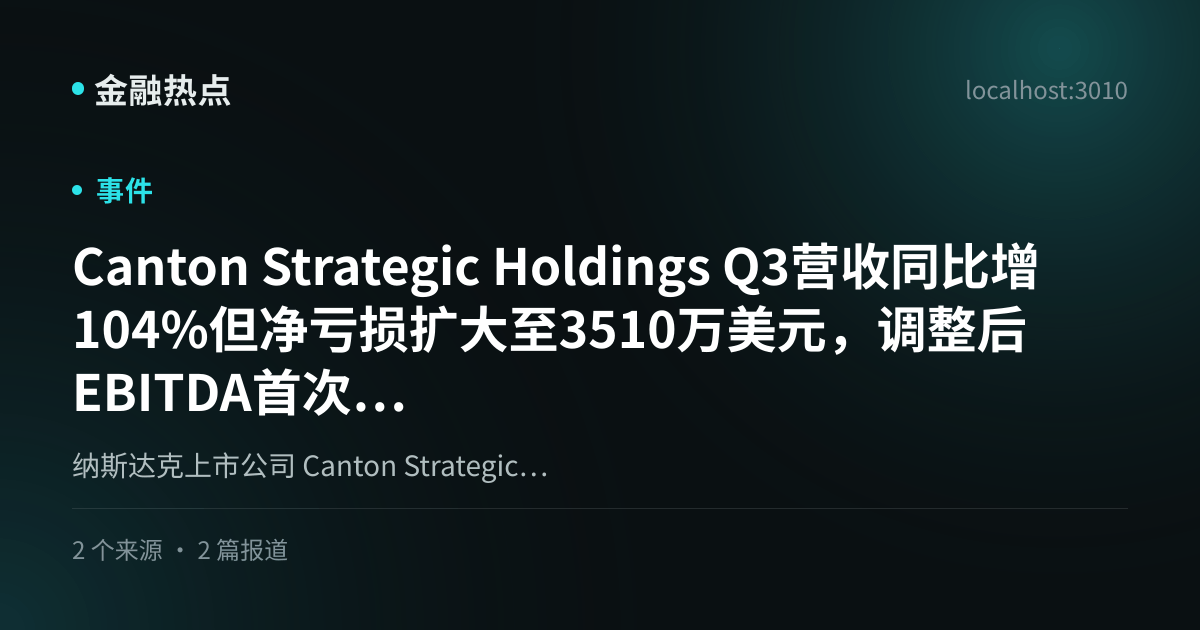 金融热点
localhost:3010
事件
Canton Strategic Holdings Q3营收同比增
104%但净亏损扩大至3510万美元，调整后
EBITDA首次…
纳斯达克上市公司 Canton Strategic…
2 个来源 · 2 篇报道